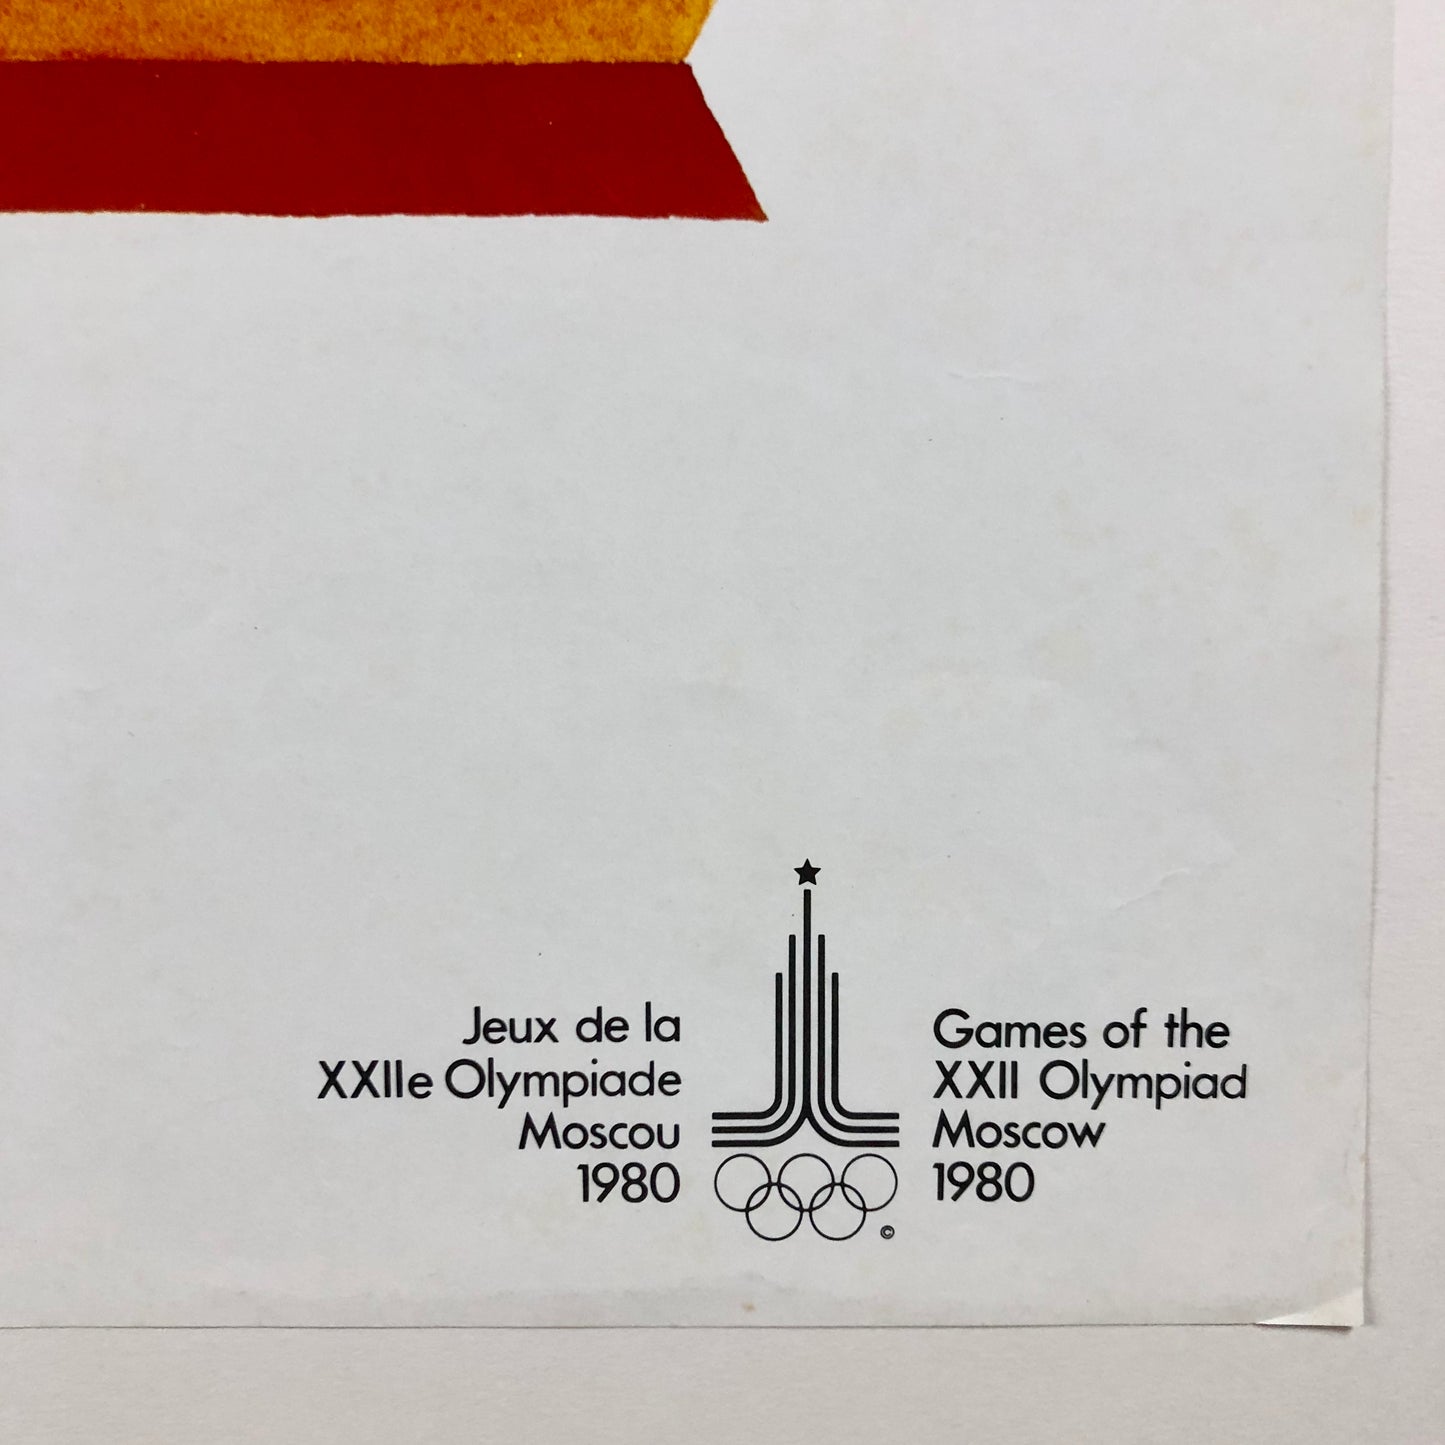 Jeux de la
XXIIe Olympiade
Moscou
1980
©
Games of the
XXII Olympiad
Moscow
1980